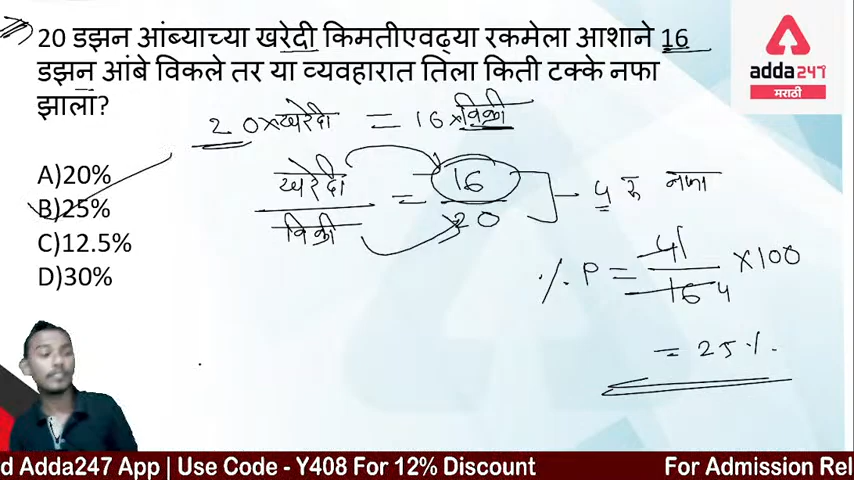 20 डझन आंब्याच्या खरेदी किमतीएवढ्या रकमेला आशाने 16
डझन आंबे विकले तर या व्यवहारात तिला किती टक्के नफा
झाला?
20×खरेदी = 16×विक्री
A)20%
B)25%
C)12.5%
D)30%
खरेदी = 16 – 4 रु नफा
विक्री 20
% P = 4 ×100
16 4
= 25%
adda247
मराठी
d Adda247 App | Use Code - Y408 For 12% Discount For Admission Rel